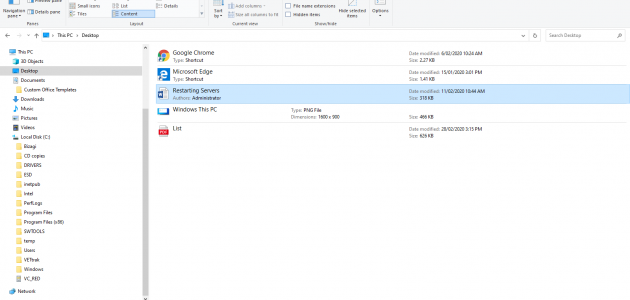 Preview pane
Navigation pane
Details pane
Panes
Small icons
List
Details
Tiles
Content
Layout
Sort by
Add columns
Size all columns to fit
Current view
File name extensions
Hidden items
Hide selected items
Show/hide
Options
This PC > Desktop
Search Desktop
This PC
3D Objects
Desktop
Documents
Custom Office Templates
Downloads
Music
Pictures
Videos
Local Disk (C:)
Bizagi
CD copies
DRIVERS
ESD
inetpub
Intel
PerfLogs
Program Files
Program Files (x86)
SWTOOLS
temp
Users
VETtrak
Windows
VC_RED
Network
Google Chrome
Type: Shortcut
Date modified: 6/02/2020 10:24 AM
Size: 2.27 KB
Microsoft Edge
Type: Shortcut
Date modified: 15/01/2020 3:01 PM
Size: 1.41 KB
Restarting Servers
Authors: Administrator
Date modified: 11/02/2020 10:44 AM
Size: 318 KB
Windows This PC
Type: PNG File
Dimensions: 1600 x 900
Size: 466 KB
List
Date modified: 28/02/2020 3:15 PM
Size: 626 KB